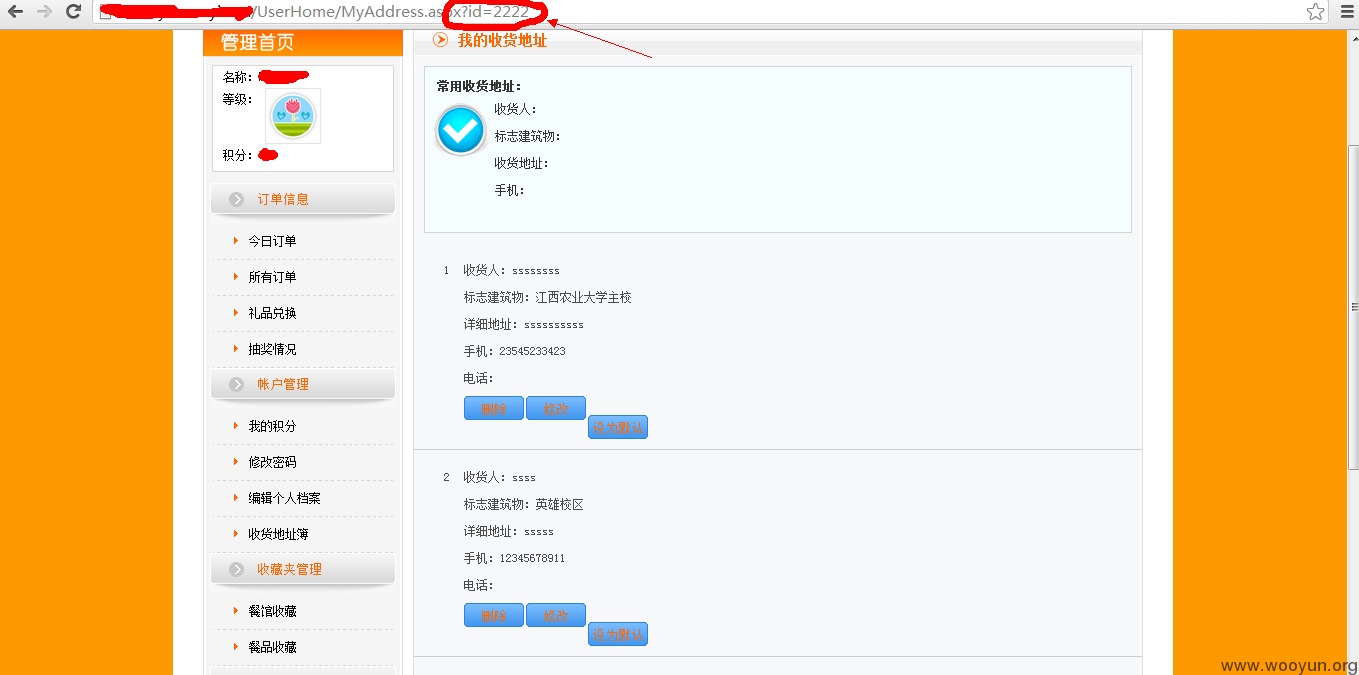 /UserHome/MyAddress.aspx?id=2222
管理首页
名称：
等级：
积分：
订单信息
今日订单
所有订单
礼品兑换
抽奖情况
帐户管理
我的积分
修改密码
编辑个人档案
收货地址簿
收藏夹管理
餐馆收藏
餐品收藏
我的收货地址
常用收货地址：
收货人：
标志建筑物：
收货地址：
手机：
1 收货人：ssssssss
标志建筑物：江西农业大学主校
详细地址：ssssssssss
手机：23545233423
电话：
删除 修改
设为默认
2 收货人：ssss
标志建筑物：英雄校区
详细地址：sssss
手机：12345678911
电话：
删除 修改
设为默认
www.wooyun.org